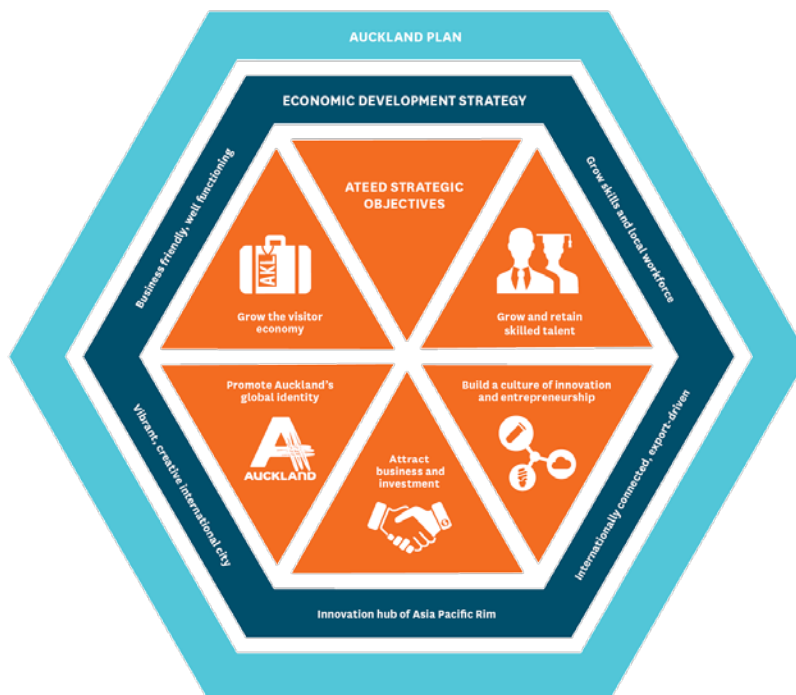 AUCKLAND PLAN
ECONOMIC DEVELOPMENT STRATEGY
Business friendly, well functioning
Grow skills and local workforce
ATEED STRATEGIC
OBJECTIVES
AKL
Grow the visitor
economy
Grow and retain
skilled talent
Promote Auckland's
global identity
AUCKLAND
Attract
business and
investment
Build a culture of innovation
and entrepreneurship
Vibrant, creative international city
Internationally connected, export-driven
Innovation hub of Asia Pacific Rim